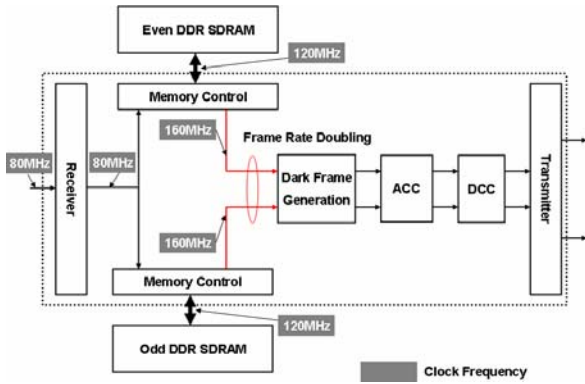 Even DDR SDRAM
120MHz
Memory Control
160MHz
Frame Rate Doubling
80MHz
Receiver
80MHz
Dark Frame
Generation
ACC
DCC
Transmitter
160MHz
Memory Control
120MHz
Odd DDR SDRAM
Clock Frequency